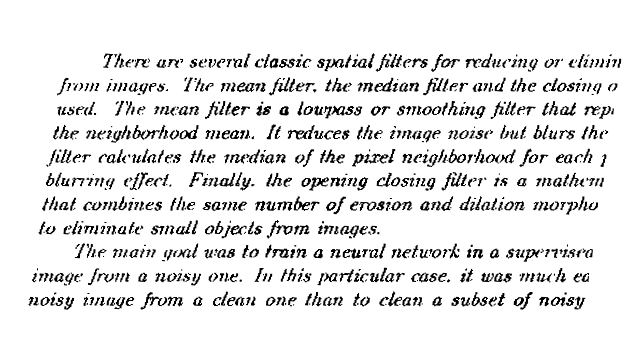 There are several classic spatial filters for reducing or elimin
from images. The mean filter, the median filter and the closing o
used. The mean filter is a lowpass or smoothing filter that repl
the neighborhood mean. It reduces the image noise but blurs the
filter calculates the median of the pixel neighborhood for each p
blurring effect. Finally, the opening closing filter is a mathem
that combines the same number of erosion and dilation morpho
to eliminate small objects from images.
The main goal was to train a neural network in a supervised
image from a noisy one. In this particular case, it was much ea
noisy image from a clean one than to clean a subset of noisy